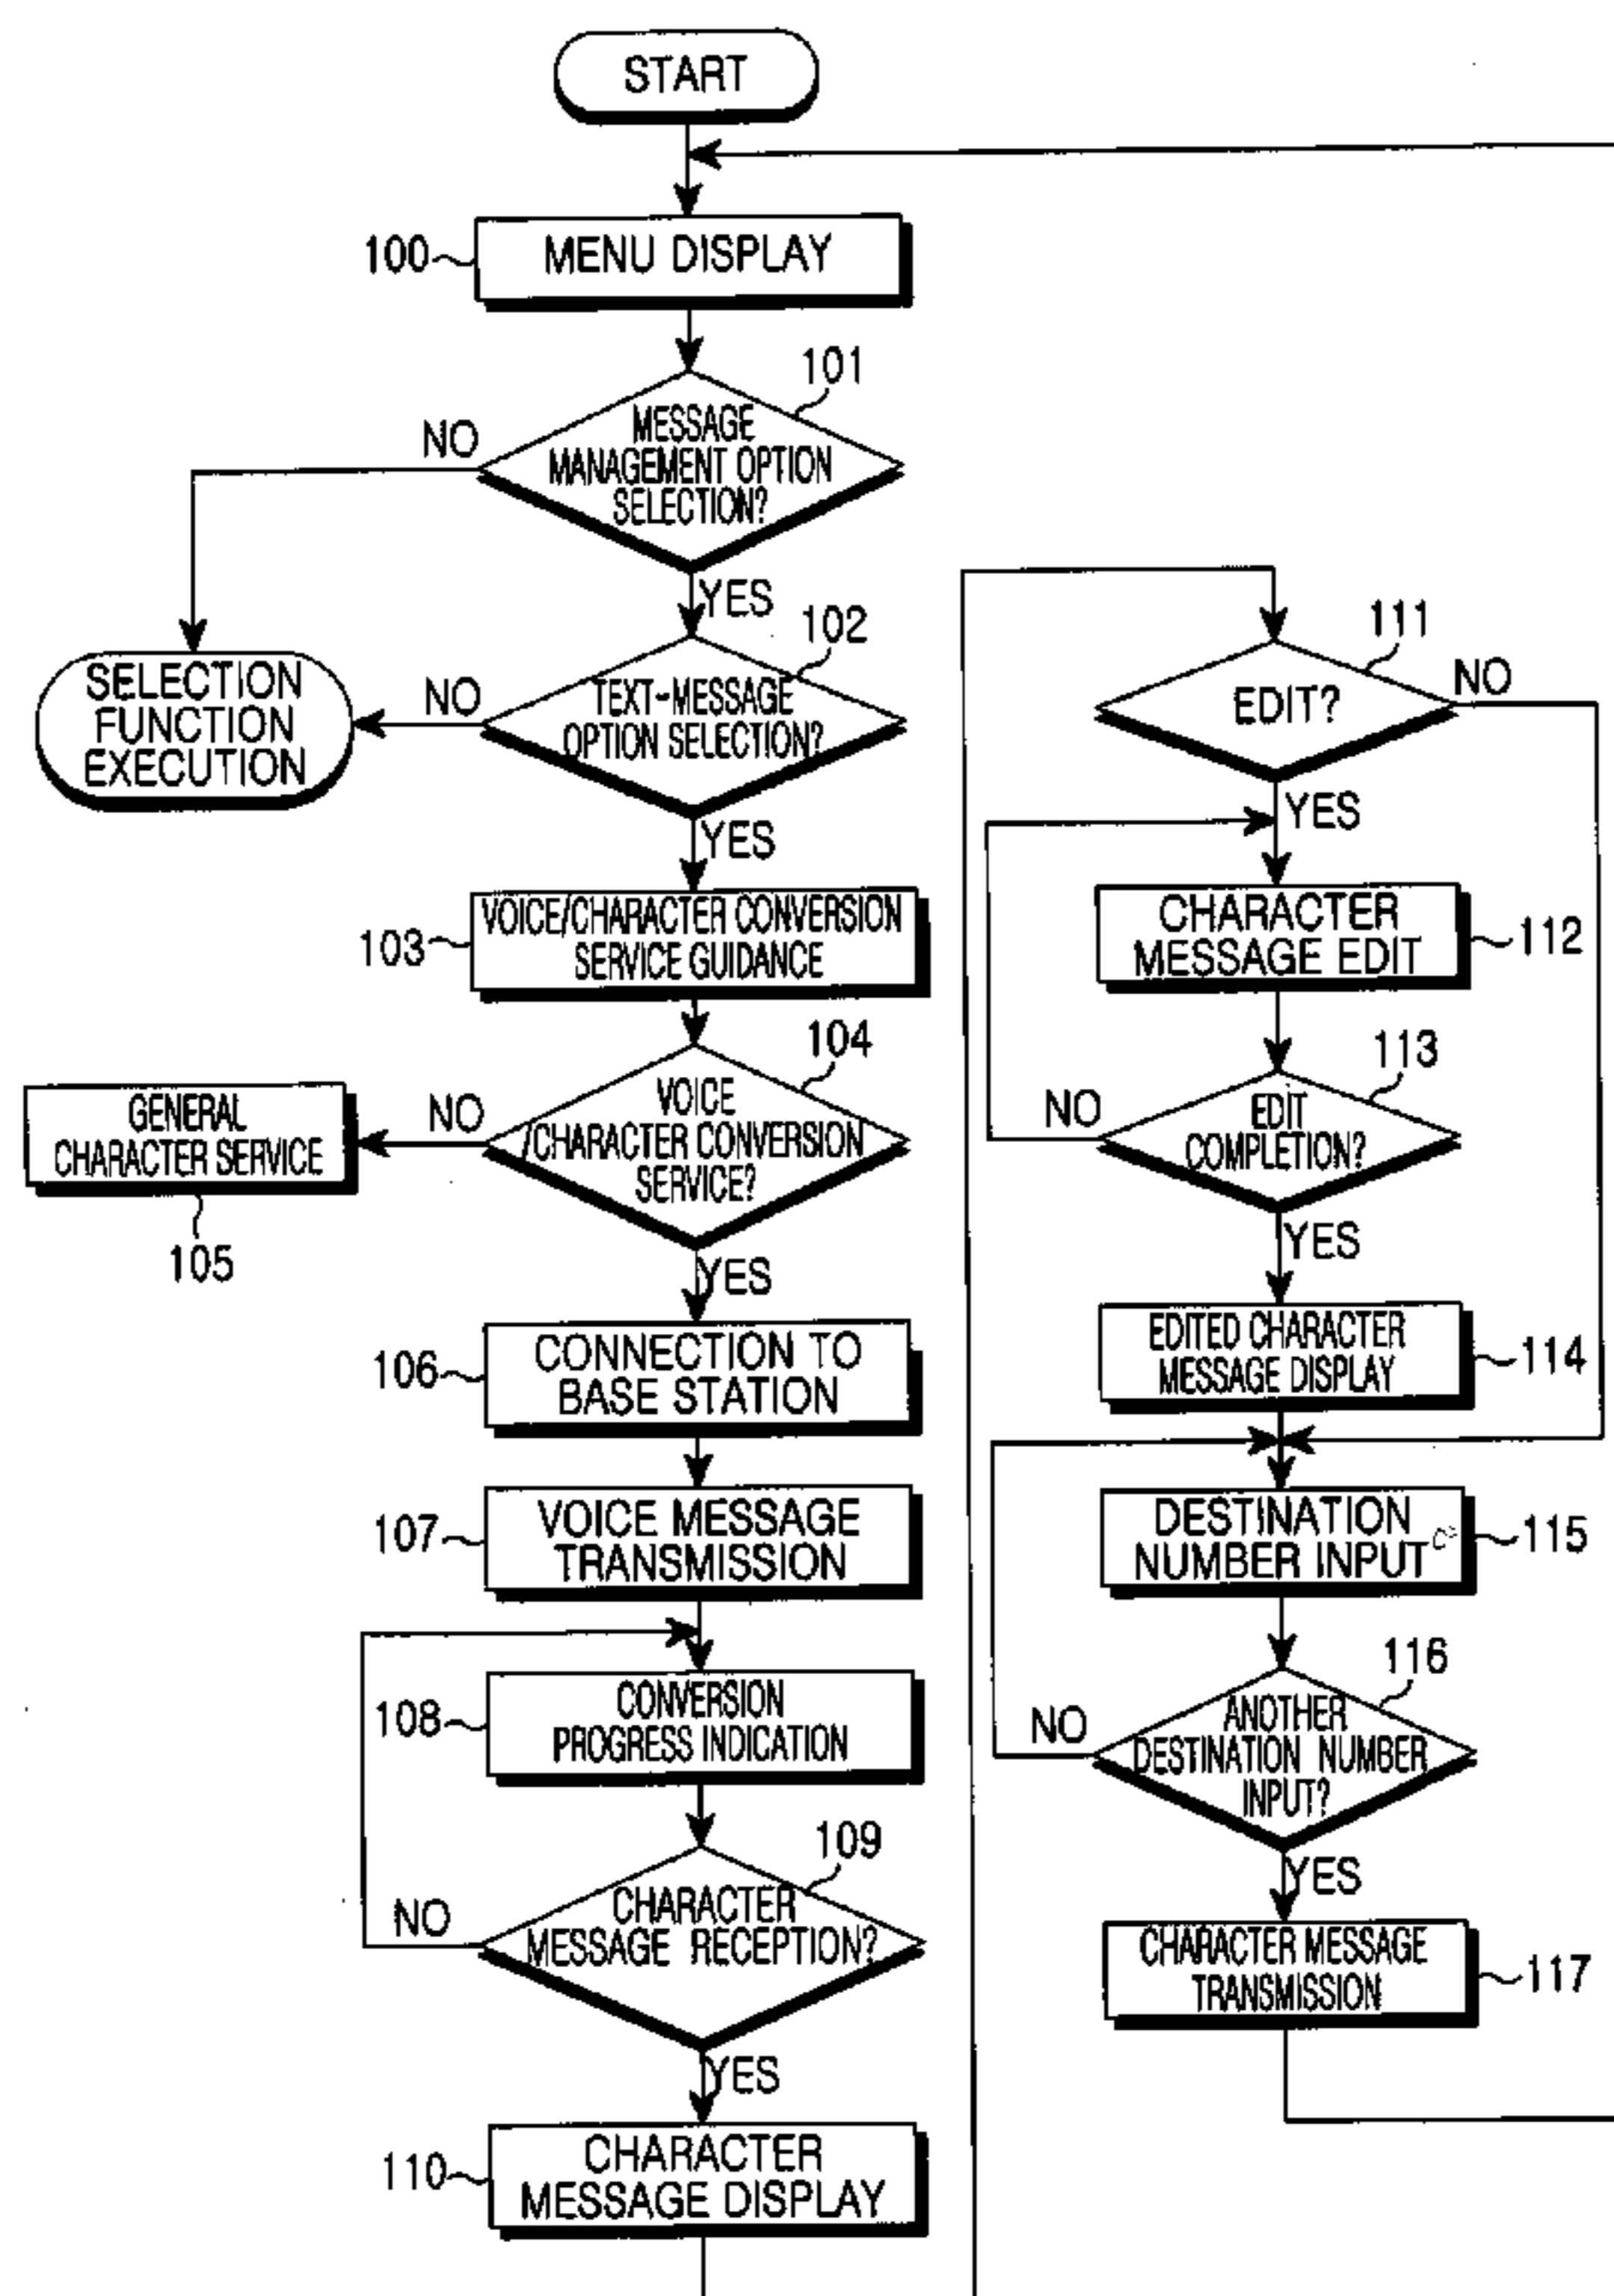 START
100
MENU DISPLAY
101
MESSAGE
MANAGEMENT OPTION
SELECTION?
NO
YES
102
TEXT-MESSAGE
OPTION SELECTION?
NO
SELECTION
FUNCTION
EXECUTION
YES
103
VOICE/CHARACTER CONVERSION
SERVICE GUIDANCE
104
VOICE
/CHARACTER CONVERSION
SERVICE?
NO
GENERAL
CHARACTER SERVICE
105
YES
106
CONNECTION TO
BASE STATION
107
VOICE MESSAGE
TRANSMISSION
108
CONVERSION
PROGRESS INDICATION
109
CHARACTER
MESSAGE RECEPTION?
NO
YES
110
CHARACTER
MESSAGE DISPLAY
111
EDIT?
NO
YES
CHARACTER
MESSAGE EDIT
112
113
EDIT
COMPLETION?
NO
YES
EDITED CHARACTER
MESSAGE DISPLAY
114
DESTINATION
NUMBER INPUT
115
116
ANOTHER
DESTINATION NUMBER
INPUT?
NO
YES
CHARACTER MESSAGE
TRANSMISSION
117